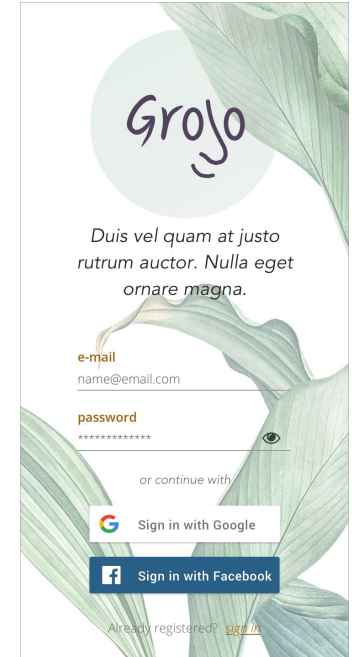 Grojo
Duis vel quam at justo
rutrum auctor. Nulla eget
ornare magna.
e-mail
name@email.com
password
*************
or continue with
G Sign in with Google
f Sign in with Facebook
Already registered? sign in